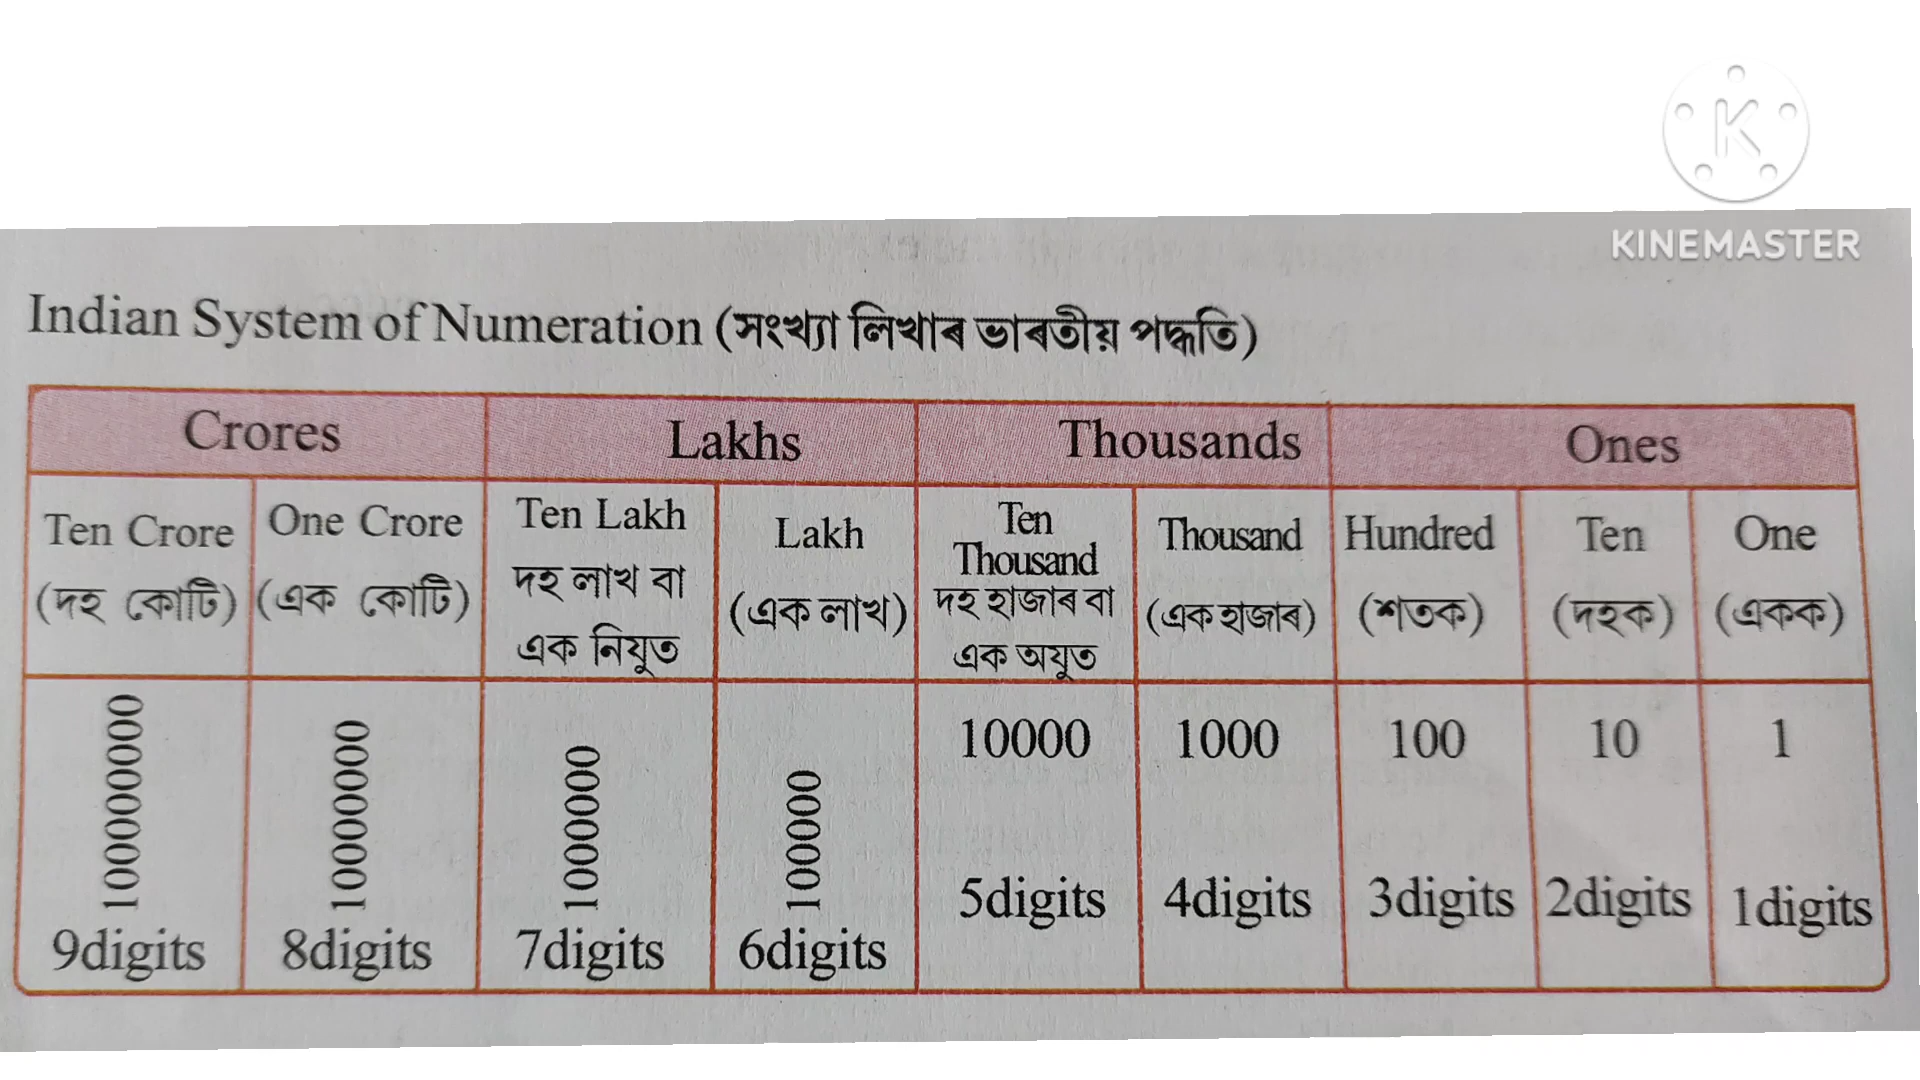 KINEMASTER
Indian System of Numeration (সংখ্যা লিখাৰ ভাৰতীয় পদ্ধতি)
Crores Lakhs Thousands Ones
Ten Crore
(দহ কোটি)
One Crore
(এক কোটি)
Ten Lakh
দহ লাখ বা
এক নিযুত
Lakh
(এক লাখ)
Ten
Thousand
দহ হাজাৰ বা
এক অযুত
Thousand
(এক হাজাৰ)
Hundred
(শতক)
Ten
(দহক)
One
(একক)
100000000
9digits
10000000
8digits
1000000
7digits
100000
6digits
10000
5digits
1000
4digits
100
3digits
10
2digits
1
1digits